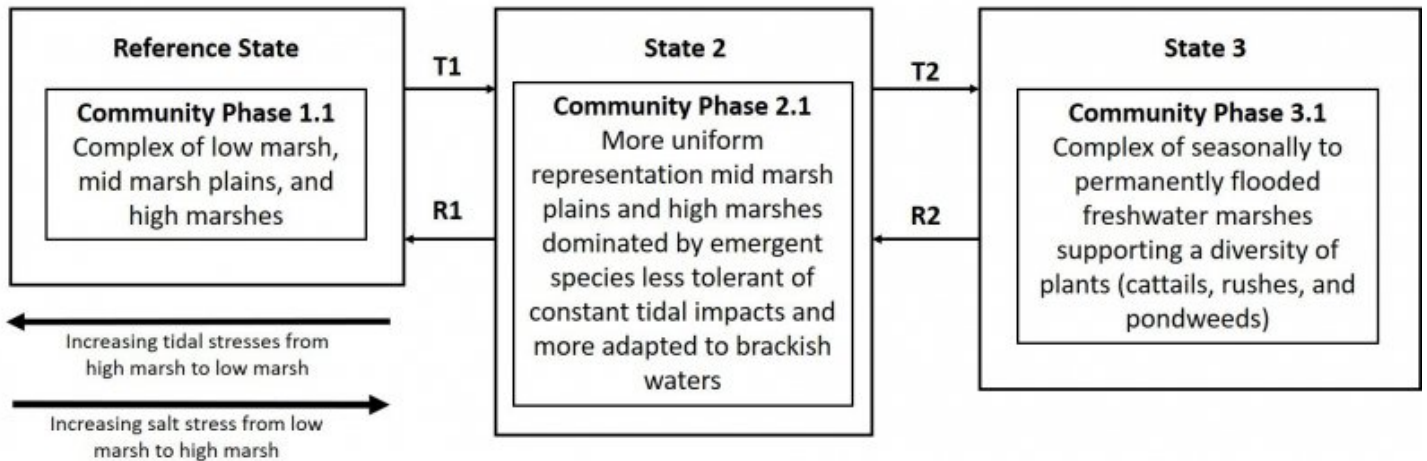 Reference State
Community Phase 1.1
Complex of low marsh,
mid marsh plains, and
high marshes
T1
R1
State 2
Community Phase 2.1
More uniform
representation mid marsh
plains and high marshes
dominated by emergent
species less tolerant of
constant tidal impacts and
more adapted to brackish
waters
T2
R2
State 3
Community Phase 3.1
Complex of seasonally to
permanently flooded
freshwater marshes
supporting a diversity of
plants (cattails, rushes, and
pondweeds)
Increasing tidal stresses from
high marsh to low marsh
Increasing salt stress from low
marsh to high marsh